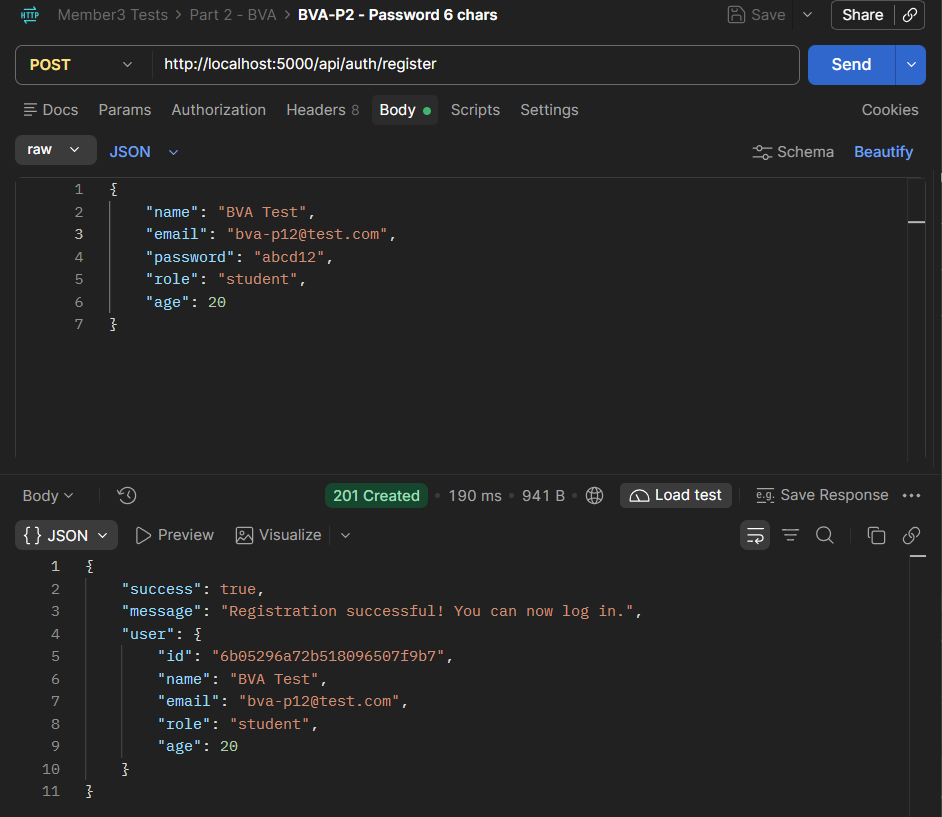 HTTP Member3 Tests > Part 2 - BVA > BVA-P2 - Password 6 chars Save Share
POST http://localhost:5000/api/auth/register Send
Docs Params Authorization Headers 8 Body Scripts Settings Cookies
raw JSON Schema Beautify
1 {
2 "name": "BVA Test",
3 "email": "bva-p12@test.com",
4 "password": "abcd12",
5 "role": "student",
6 "age": 20
7 }
Body 201 Created • 190 ms • 941 B • Load test e.g. Save Response
{} JSON Preview Visualize
1 {
2 "success": true,
3 "message": "Registration successful! You can now log in.",
4 "user": {
5 "id": "6b05296a72b518096507f9b7",
6 "name": "BVA Test",
7 "email": "bva-p12@test.com",
8 "role": "student",
9 "age": 20
10 }
11 }